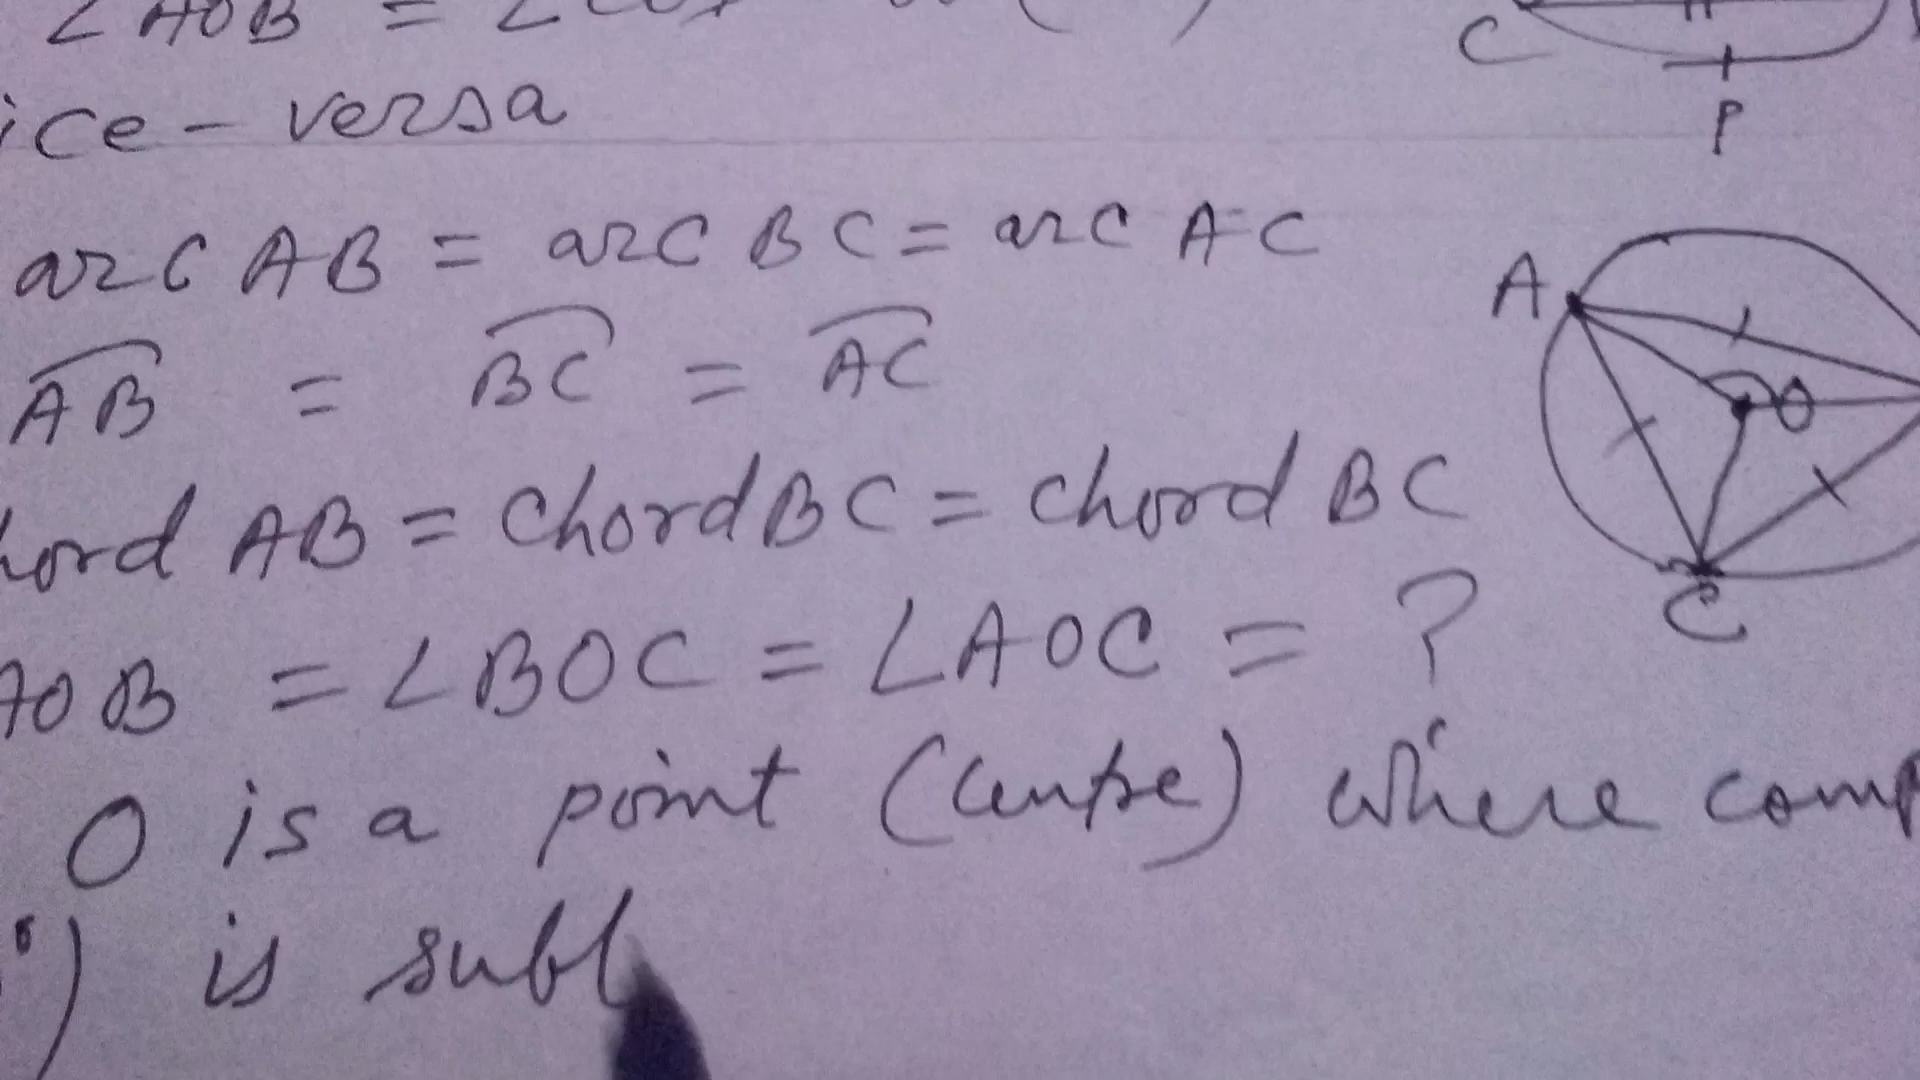 ∠AOB = ∠
ice - versa
arc AB = arc BC = arc AC
AB = BC = AC
hord AB = Chord BC = Chord BC
AOB = ∠BOC = ∠AOC = ?
O is a point (Centre) where comp
) is subt
C
P
A
O
C